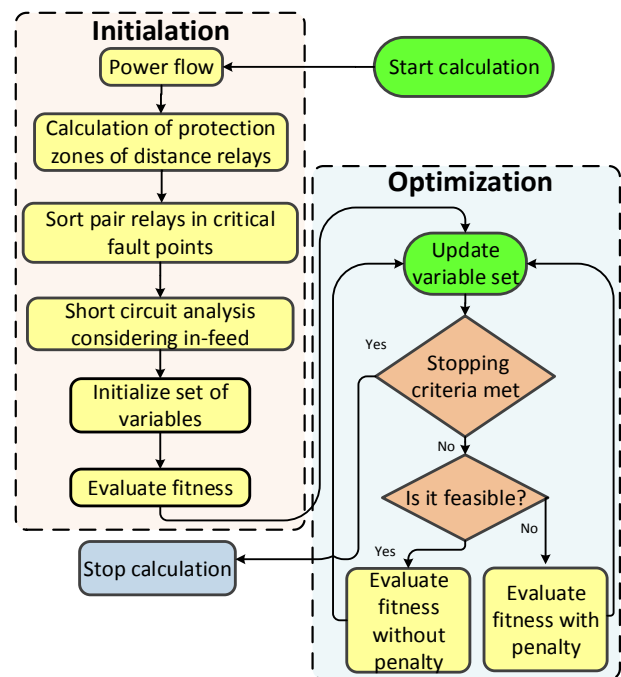 Initialation
Power flow
Start calculation
Calculation of protection
zones of distance relays
Sort pair relays in critical
fault points
Short circuit analysis
considering in-feed
Initialize set of
variables
Evaluate fitness
Stop calculation
Optimization
Update
variable set
Yes
Stopping
criteria met
No
Is it feasible?
Yes
No
Evaluate
fitness
without
penalty
Evaluate
fitness with
penalty